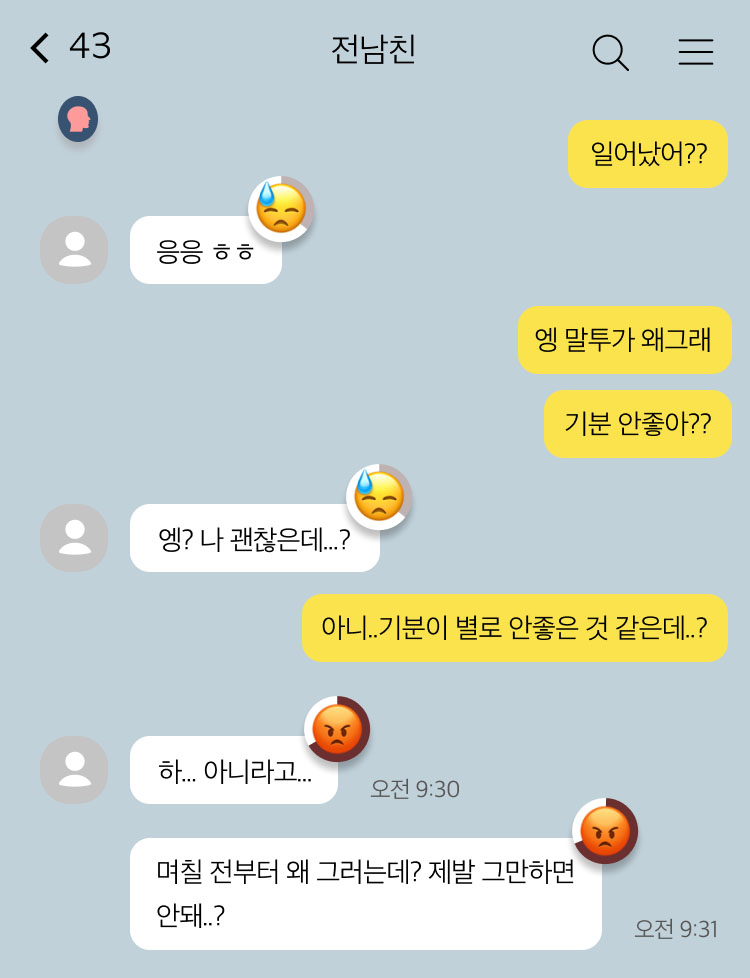 43
전남친
일어났어??
응응 ㅎㅎ
엥 말투가 왜그래
기분 안좋아??
엥? 나 괜찮은데...?
아니..기분이 별로 안좋은 것 같은데..?
하... 아니라고...
오전 9:30
며칠 전부터 왜 그러는데? 제발 그만하면
안돼..?
오전 9:31